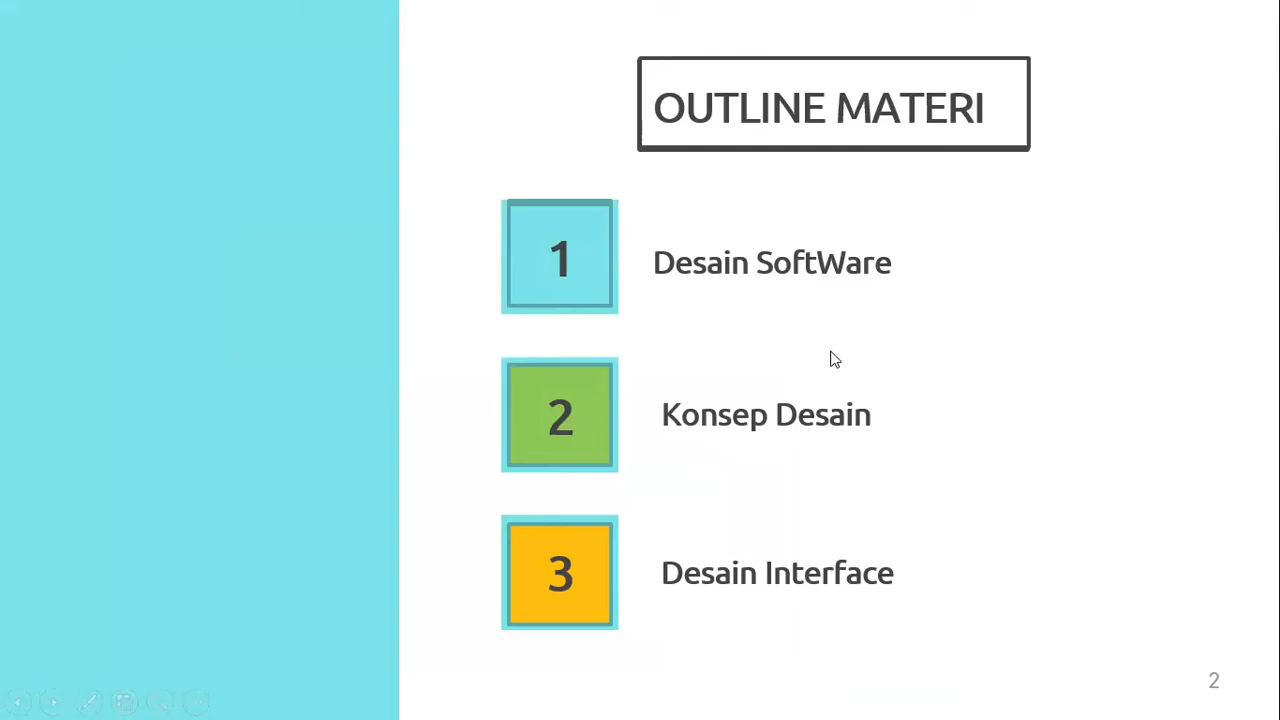 OUTLINE MATERI
1
Desain SoftWare
2
Konsep Desain
3
Desain Interface
2